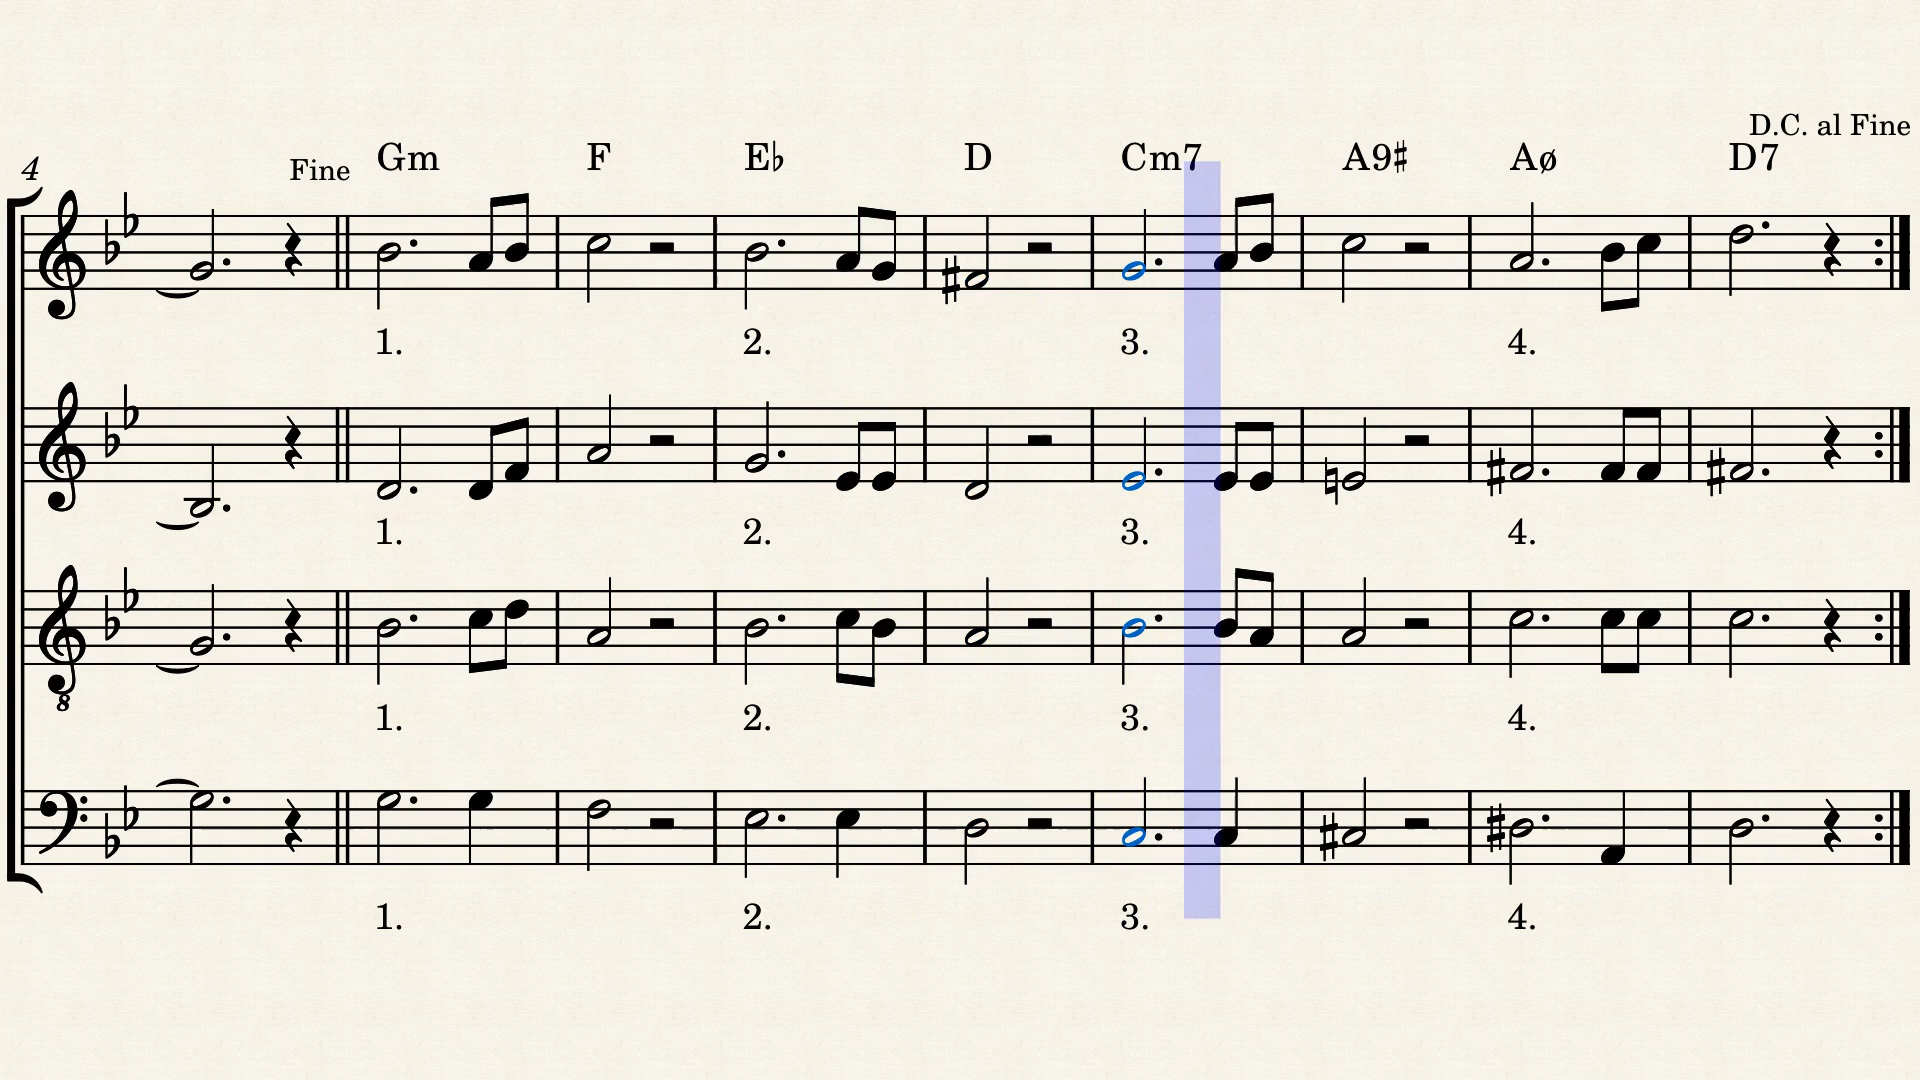 D.C. al Fine
4 Fine Gm F E♭ D Cm7 A9♯ Aø D7
1. 2. 3. 4.
1. 2. 3. 4.
1. 2. 3. 4.
8
1. 2. 3. 4.